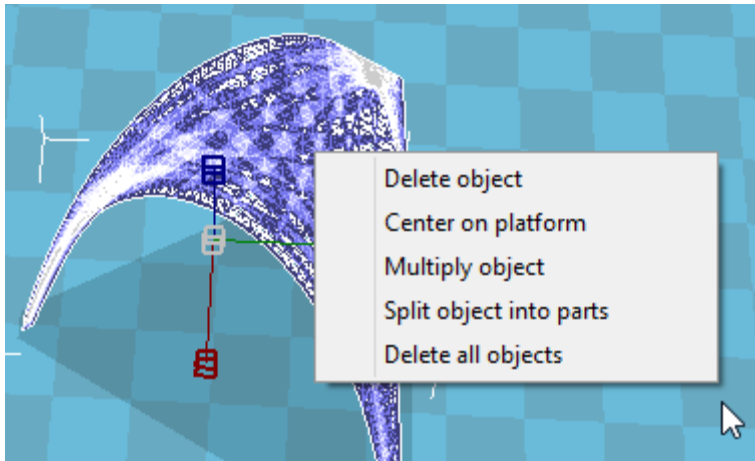 Delete object
Center on platform
Multiply object
Split object into parts
Delete all objects